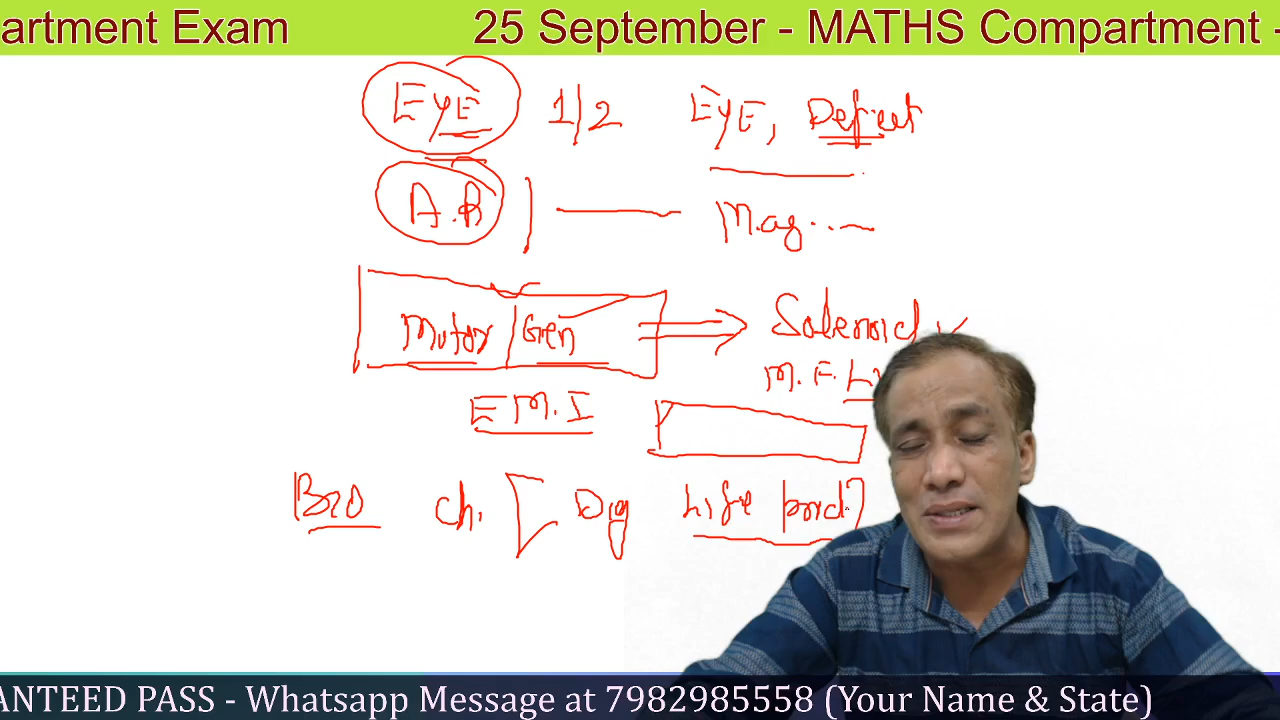 artment Exam 25 September - MATHS Compartment -
EyE 1/2 EyE, Defect
A.R Mag...
Motor Gen Solenoid
M.F.
E M.I
Bio ch. Dig Life
ANTEED PASS - Whatsapp Message at 7982985558 (Your Name & State)